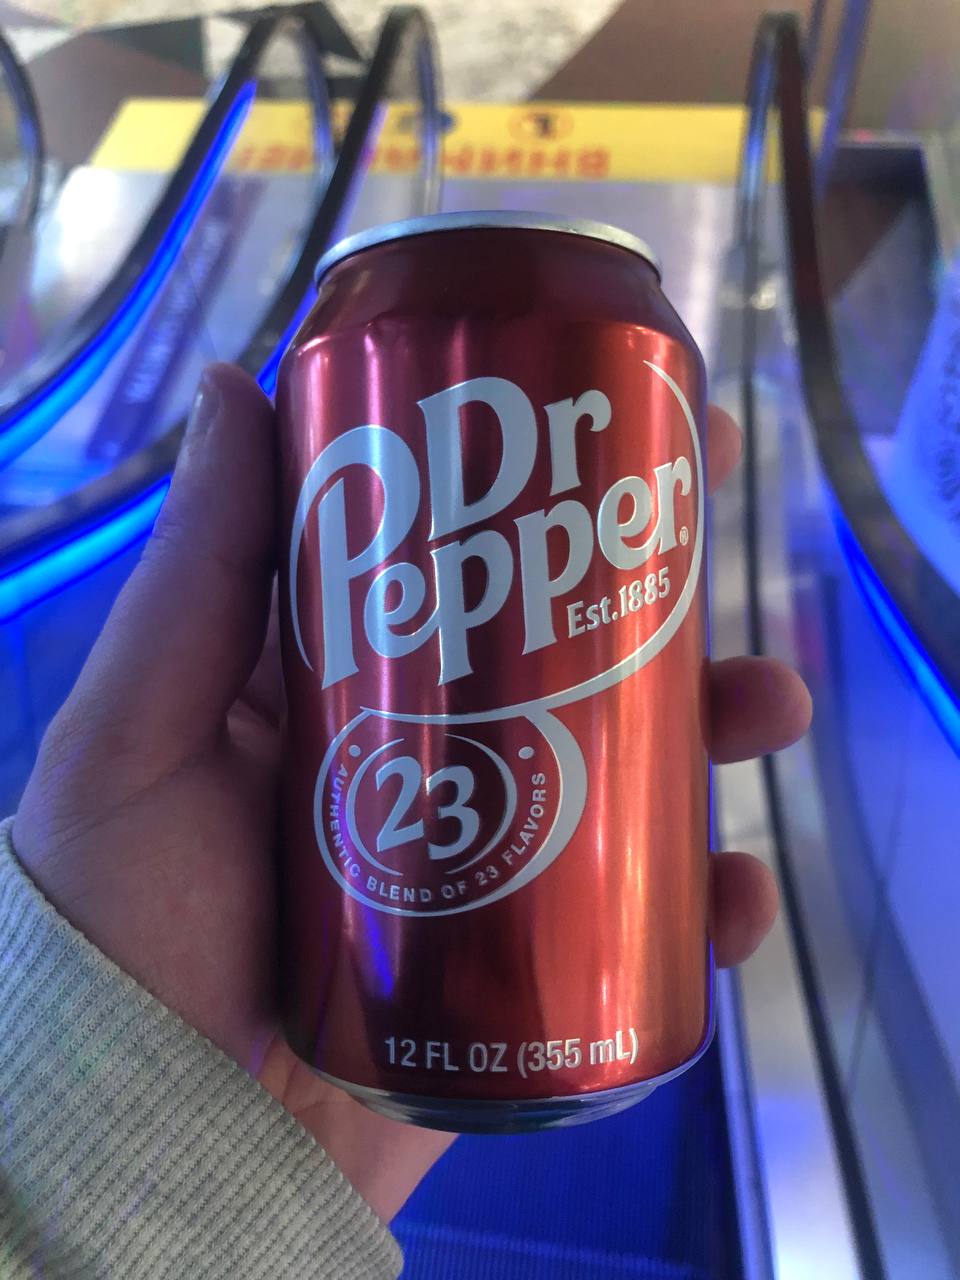 Dr
Pepper®
Est.1885
23
AUTHENTIC BLEND OF 23 FLAVORS
12 FL OZ (355 mL)